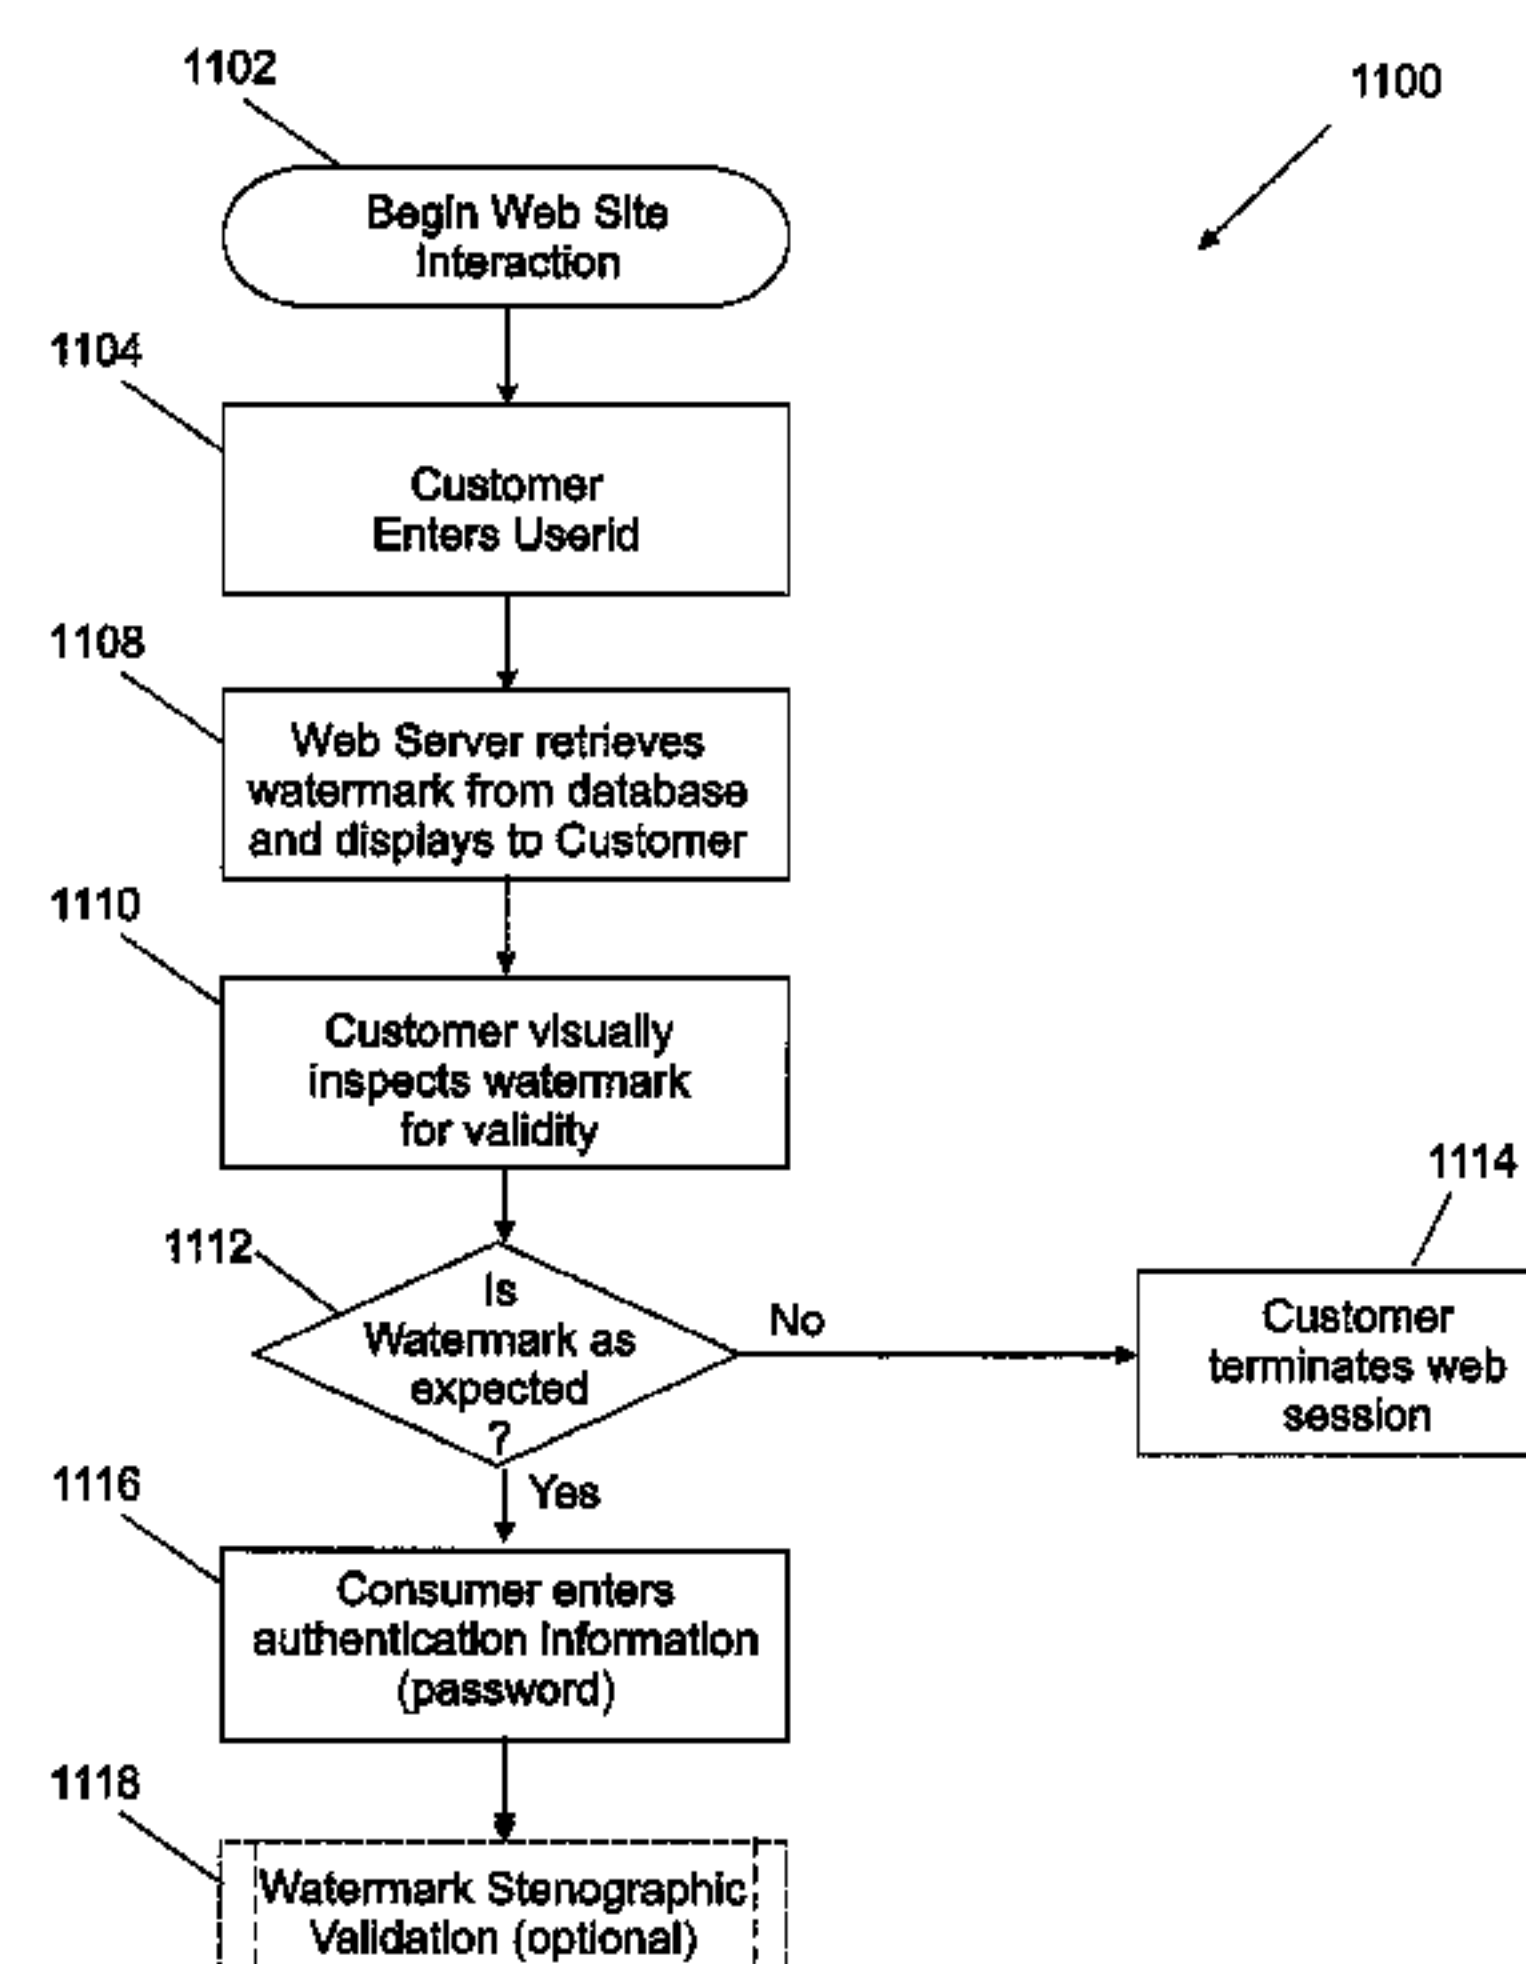 1102
1100
Begin Web Site
Interaction
1104
Customer
Enters Userid
1108
Web Server retrieves
watermark from database
and displays to Customer
1110
Customer visually
inspects watermark
for validity
1114
1112
Is
Watermark as
expected
?
No
Customer
terminates web
session
Yes
1116
Consumer enters
authentication information
(password)
1118
Watermark Stenographic
Validation (optional)